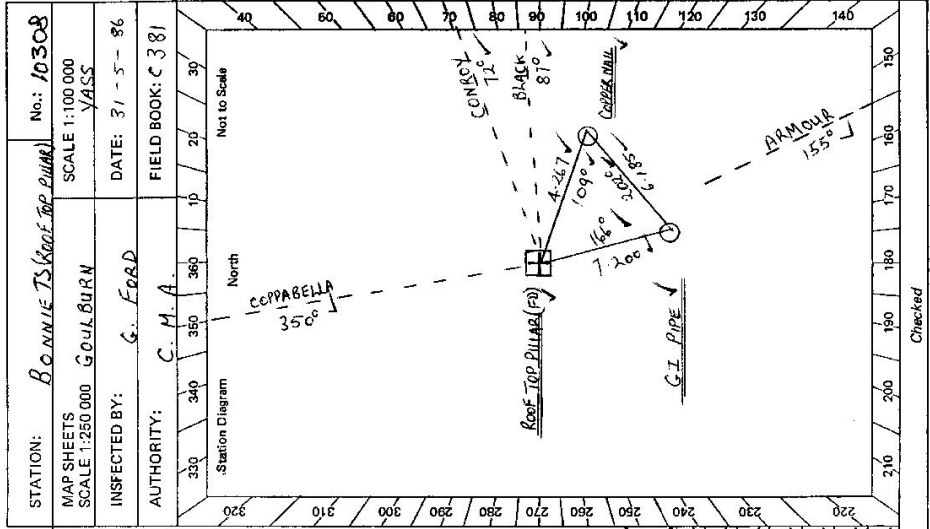 STATION: BONNIE TS (ROOF TOP PILLAR) No.: 10308
MAP SHEETS
SCALE 1:250 000 GOULBURN SCALE 1:100 000 YASS
INSPECTED BY: G. FORD DATE: 31-5-86
AUTHORITY: C.M.A. FIELD BOOK: C 381
330 340 350 360 10 20 30
Station Diagram North Not to Scale
320 310 300 290 280 270 260 250 240 230 220
40 50 60 70 80 90 100 110 120 130 140
COPPABELLA
350°
CONROY
72°
BLACK
87°
ROOF TOP PILLAR (FD)
4.267
109°
COPPER NAIL
166°
7.200
202°
6.185
GI PIPE
ARMOUR
155°
210 200 190 180 170 160 150
Checked